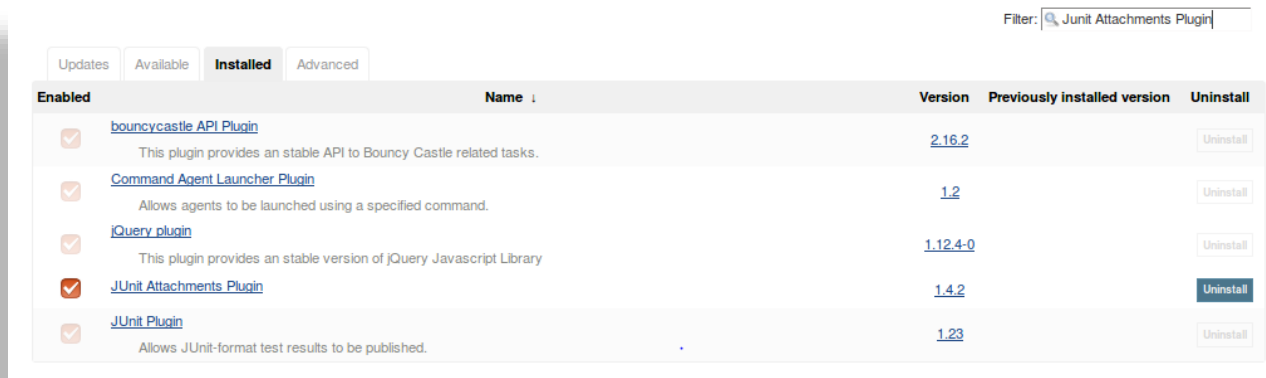 Filter: Junit Attachments Plugin
Updates Available Installed Advanced
Enabled Name ↓ Version Previously installed version Uninstall
bouncycastle API Plugin
This plugin provides an stable API to Bouncy Castle related tasks.
2.16.2 Uninstall
Command Agent Launcher Plugin
Allows agents to be launched using a specified command.
1.2 Uninstall
jQuery plugin
This plugin provides an stable version of jQuery Javascript Library
1.12.4-0 Uninstall
JUnit Attachments Plugin 1.4.2 Uninstall
JUnit Plugin
Allows JUnit-format test results to be published.
1.23 Uninstall